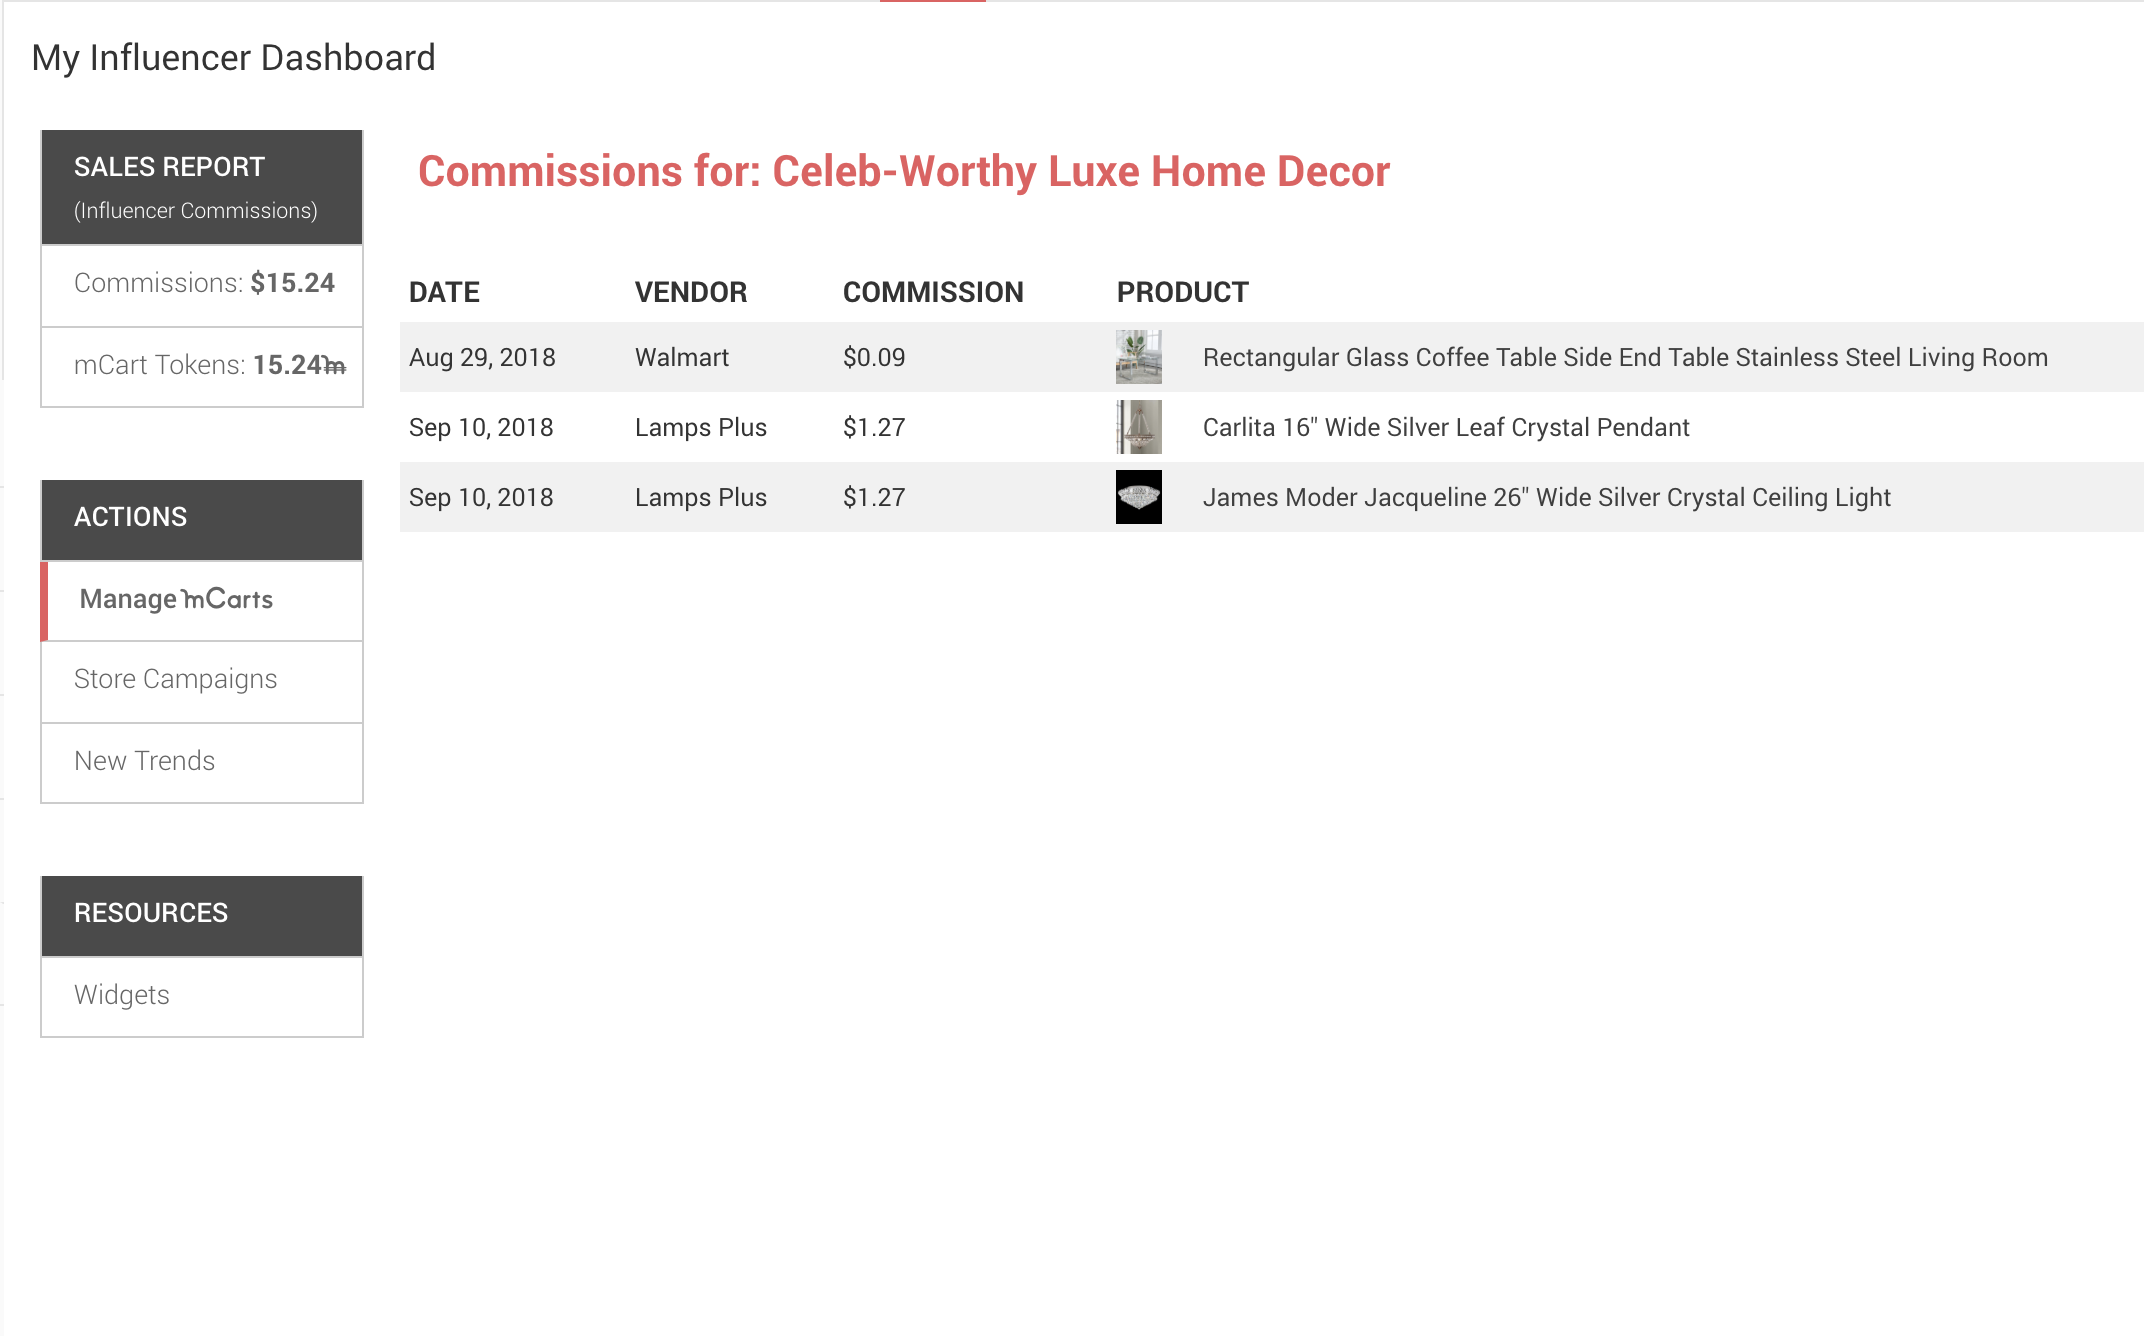 My Influencer Dashboard
SALES REPORT
(Influencer Commissions)
Commissions: $15.24
mCart Tokens: 15.24m
ACTIONS
Manage mCarts
Store Campaigns
New Trends
RESOURCES
Widgets
Commissions for: Celeb-Worthy Luxe Home Decor
DATE VENDOR COMMISSION PRODUCT
Aug 29, 2018 Walmart $0.09 Rectangular Glass Coffee Table Side End Table Stainless Steel Living Room
Sep 10, 2018 Lamps Plus $1.27 Carlita 16" Wide Silver Leaf Crystal Pendant
Sep 10, 2018 Lamps Plus $1.27 James Moder Jacqueline 26" Wide Silver Crystal Ceiling Light